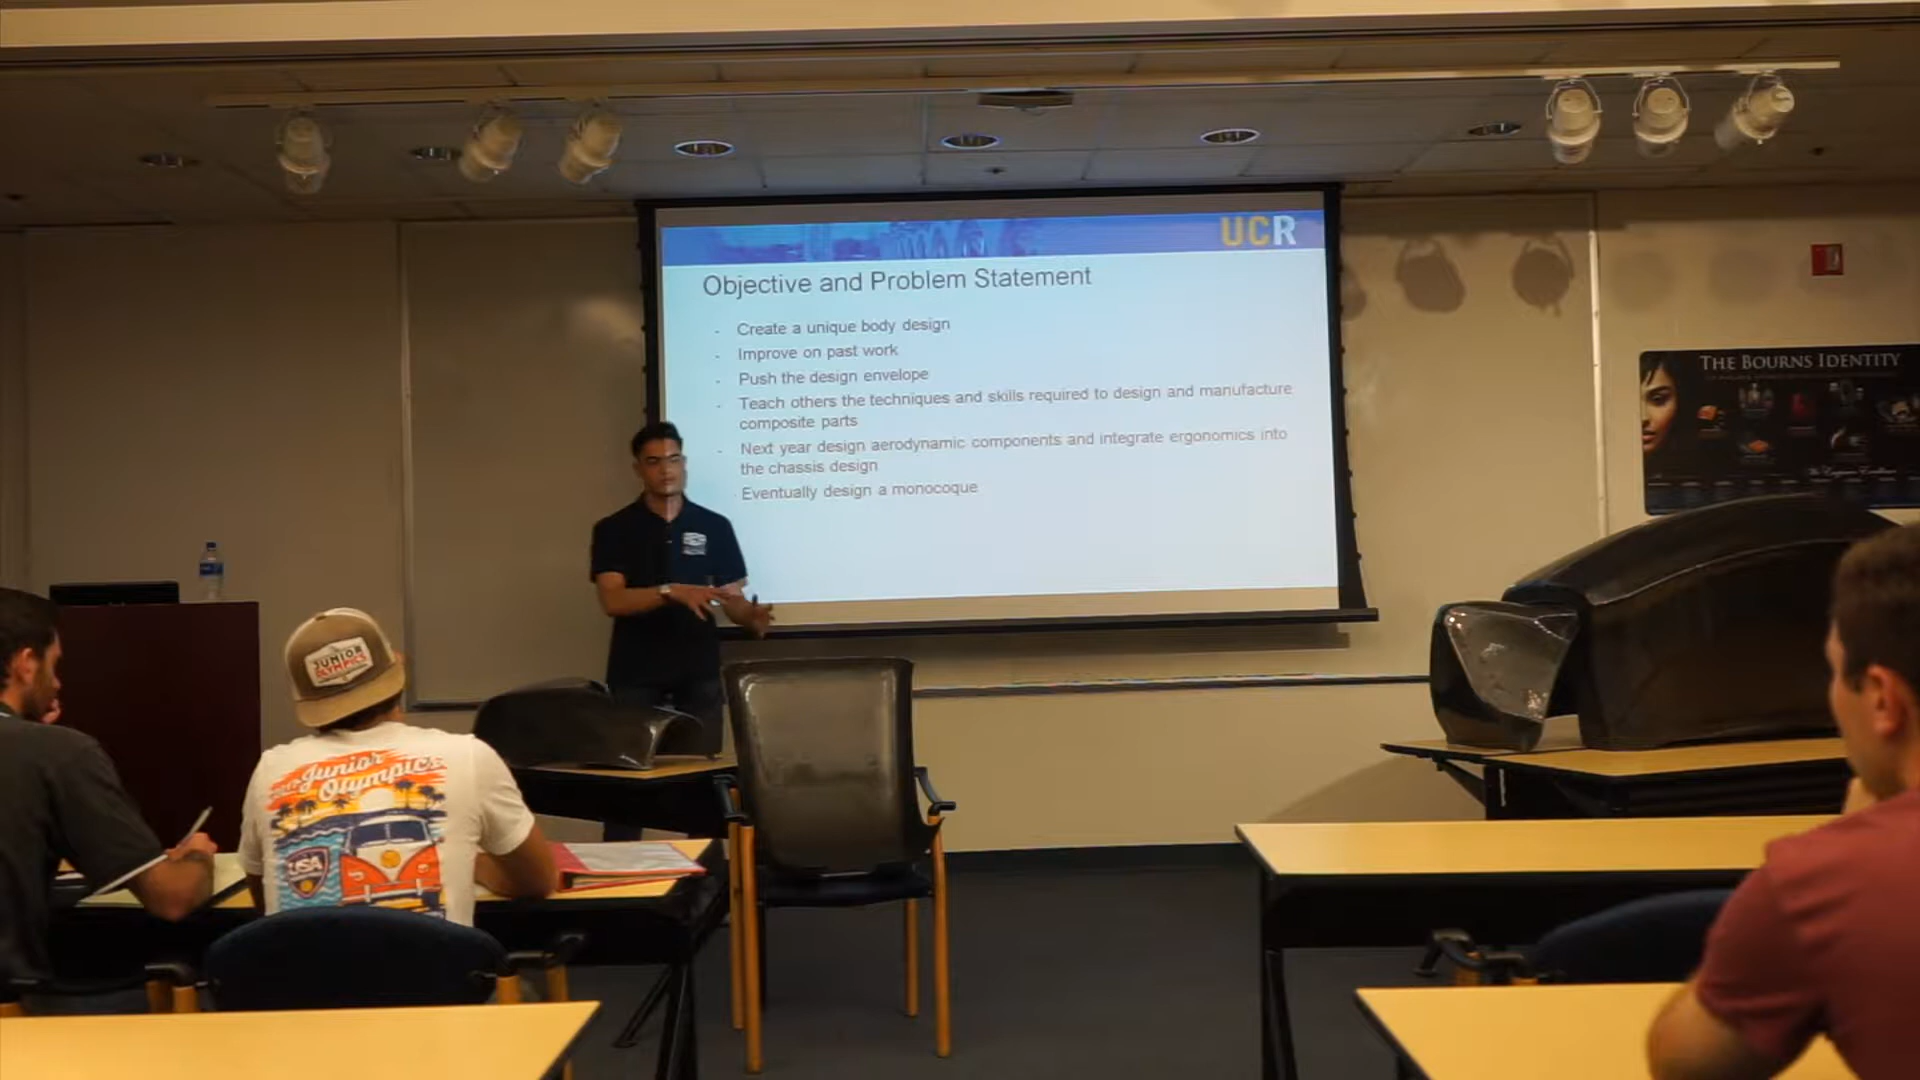 UCR
Objective and Problem Statement
- Create a unique body design
- Improve on past work
- Push the design envelope
- Teach others the techniques and skills required to design and manufacture
composite parts
- Next year design aerodynamic components and integrate ergonomics into
the chassis design
- Eventually design a monocoque
THE BOURNS IDENTITY
JUNIOR
OLYMPICS
Junior
Olympics
USA